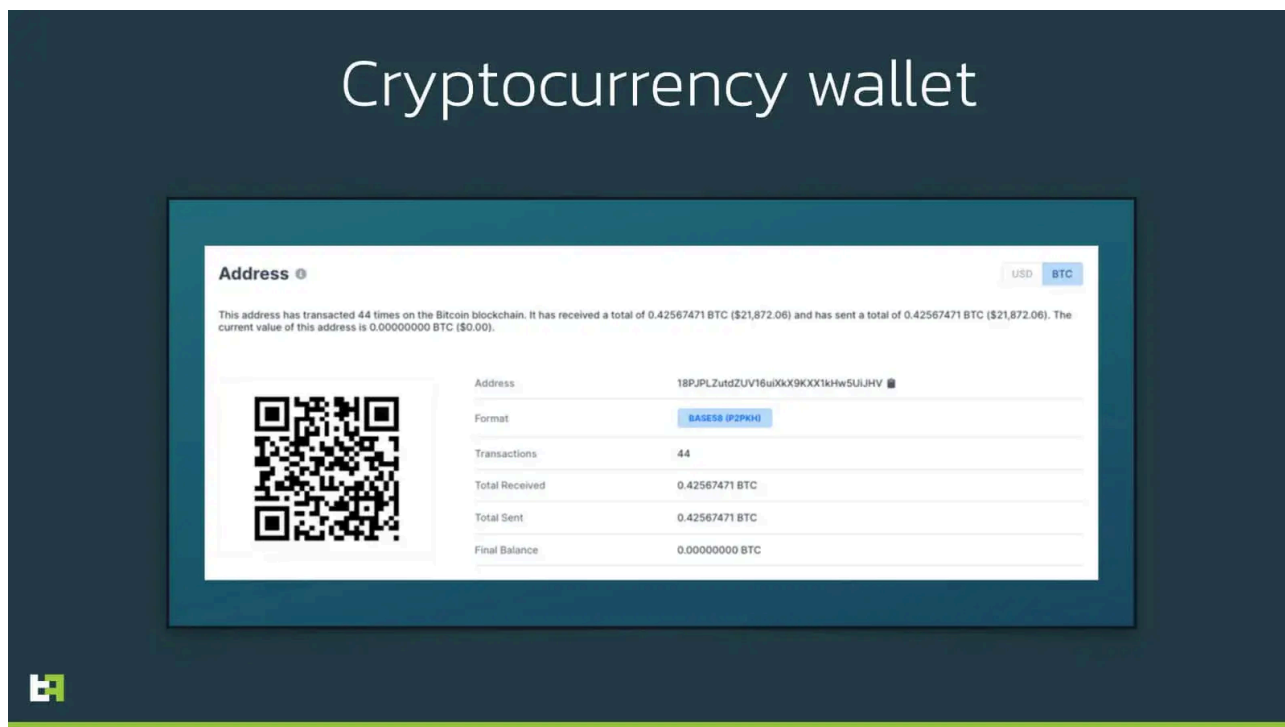 Cryptocurrency wallet
Address
USD BTC
This address has transacted 44 times on the Bitcoin blockchain. It has received a total of 0.42567471 BTC ($21,872.06) and has sent a total of 0.42567471 BTC ($21,872.06). The
current value of this address is 0.00000000 BTC ($0.00).
Address 18PJPLZutdZUV16uiXkX9KXX1kHw5UiJHV
Format BASE58 (P2PKH)
Transactions 44
Total Received 0.42567471 BTC
Total Sent 0.42567471 BTC
Final Balance 0.00000000 BTC